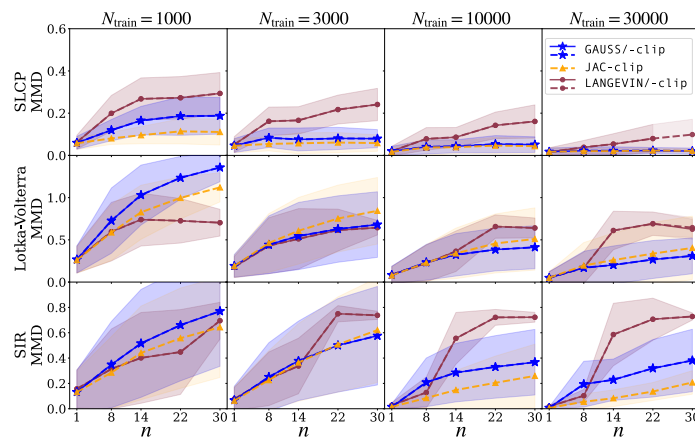 N_train = 1000 N_train = 3000 N_train = 10000 N_train = 30000
SLCP
MMD
0.6
0.4
0.2
0.0
GAUSS/-clip
JAC-clip
LANGEVIN/-clip
Lotka-Volterra
MMD
1.0
0.5
0.0
SIR
MMD
0.8
0.6
0.4
0.2
0.0
1 8 14 22 30 1 8 14 22 30 1 8 14 22 30 1 8 14 22 30
n n n n